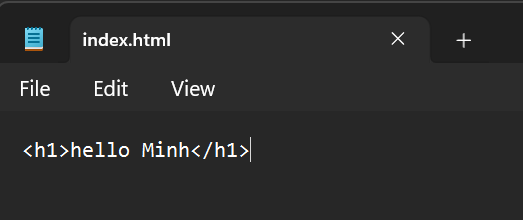 index.html
File Edit View
<h1>hello Minh</h1>